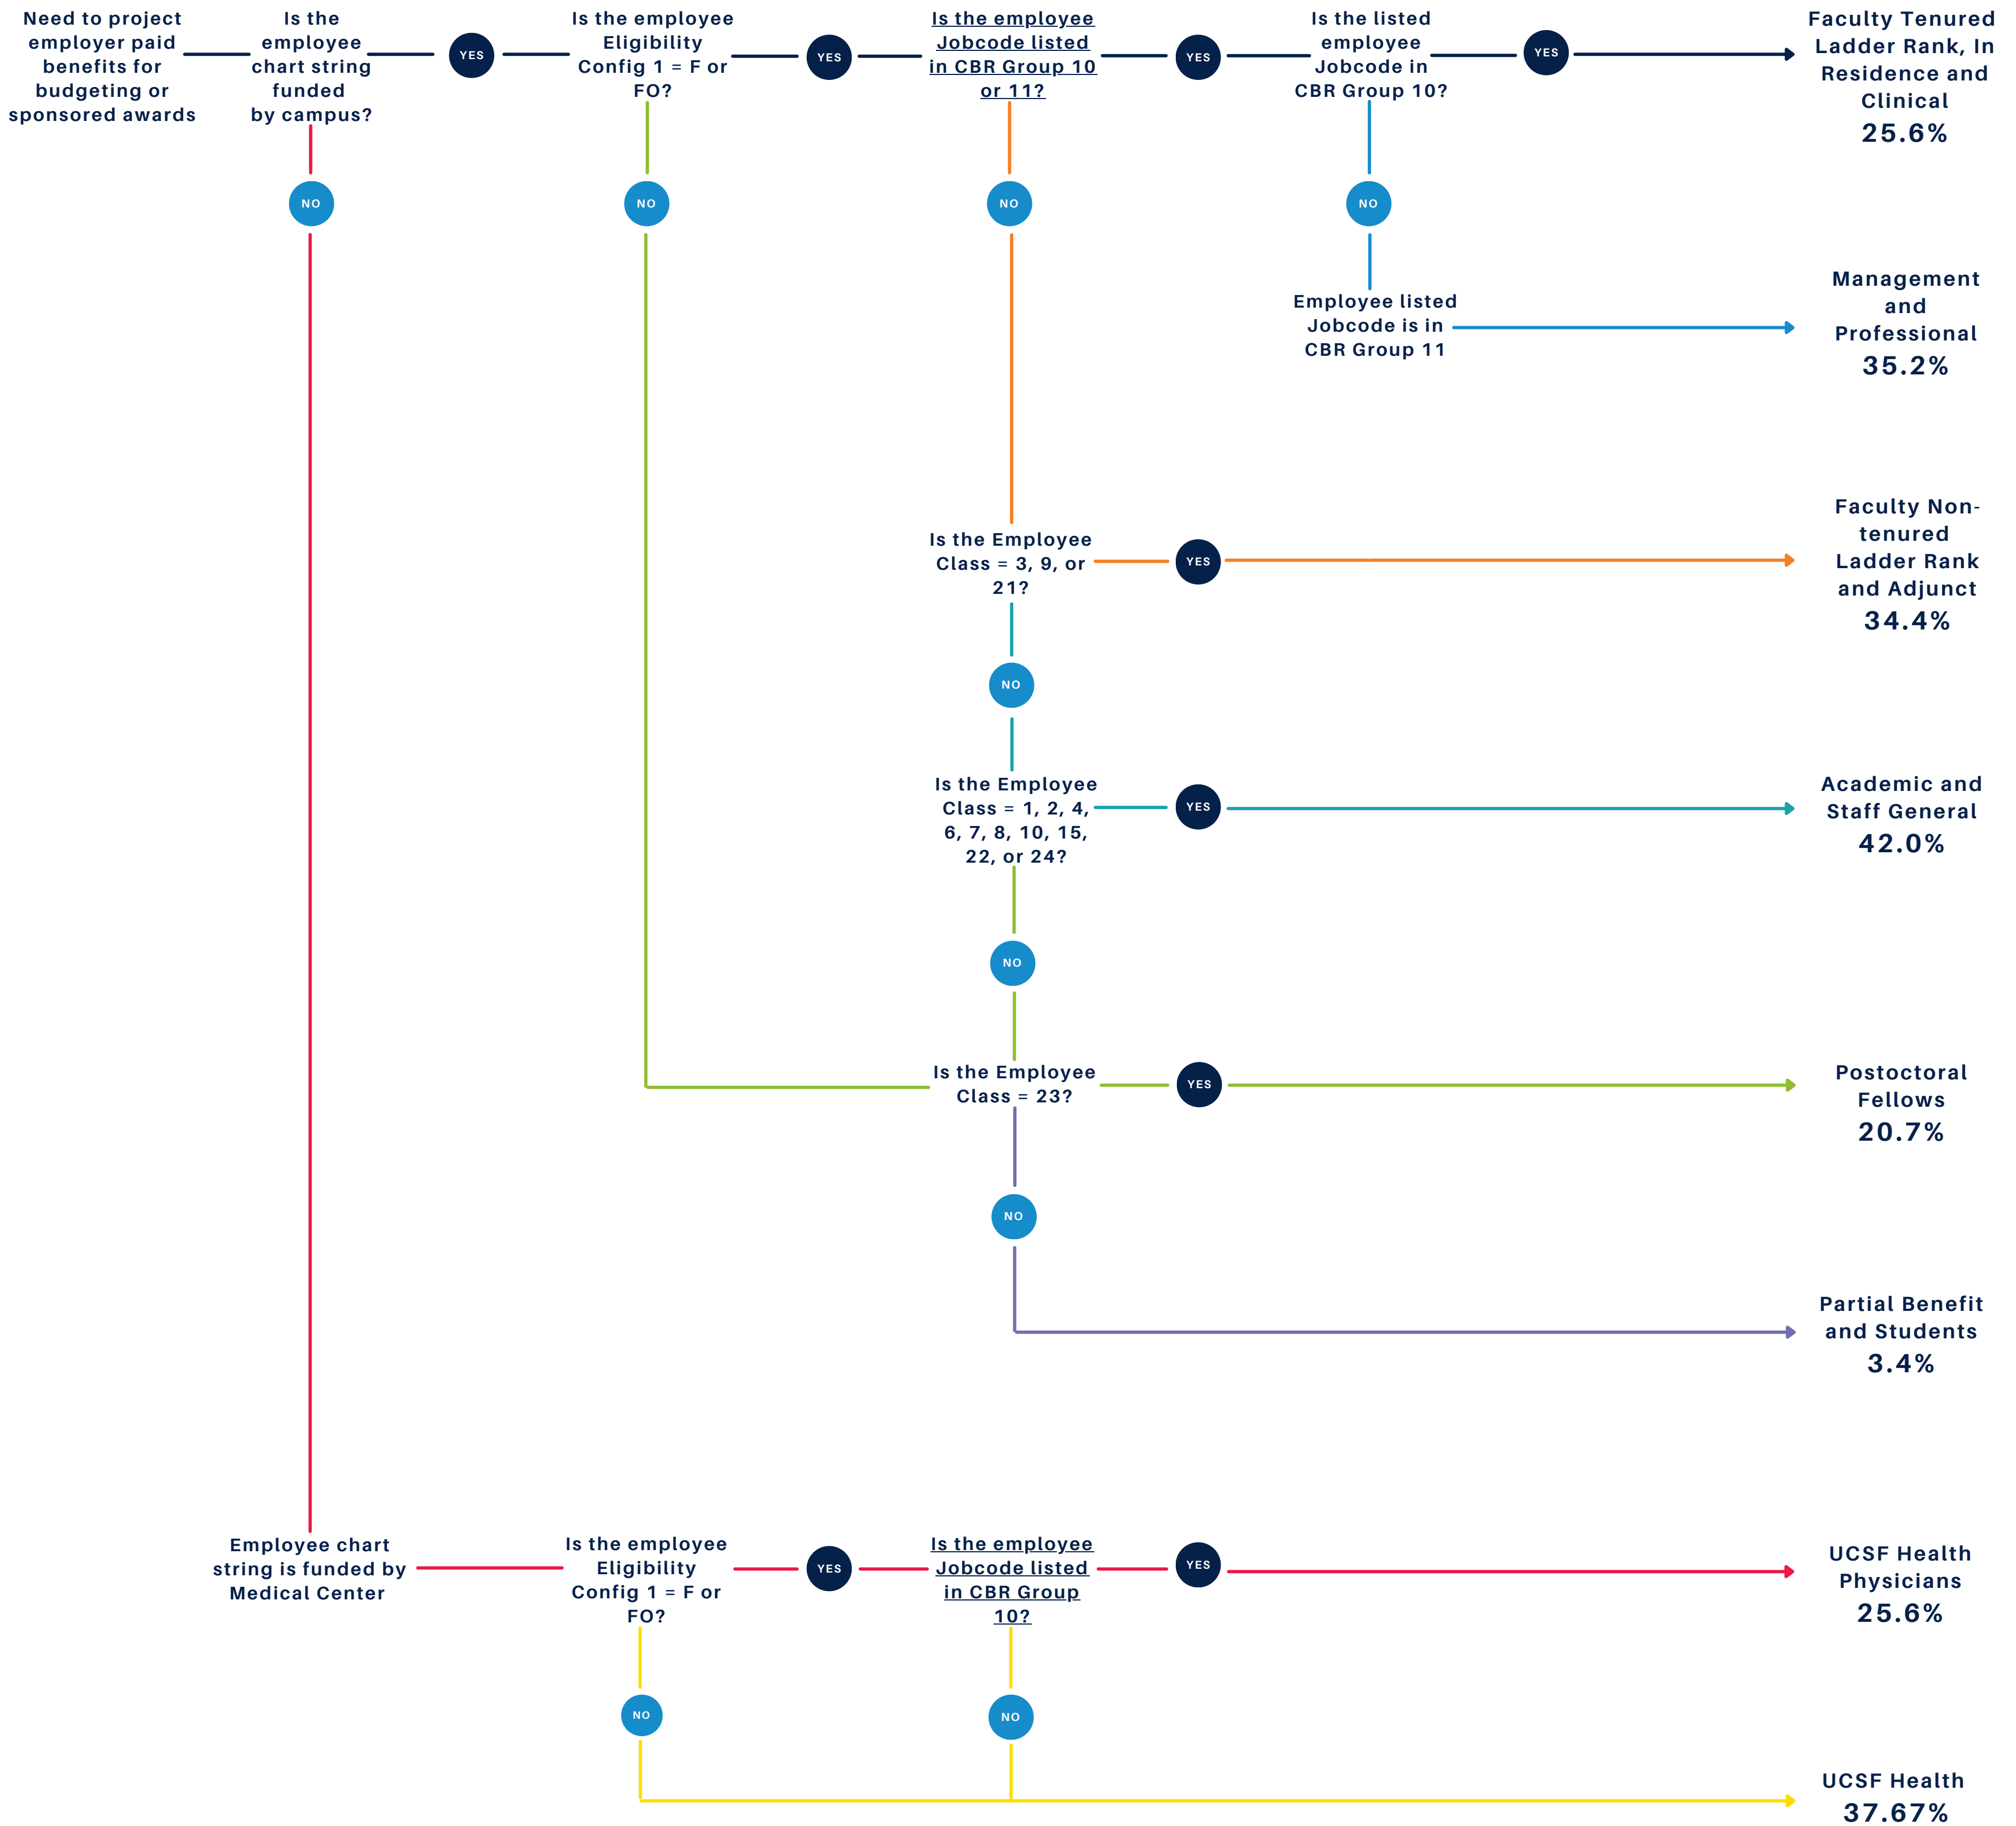 Need to project
employer paid
benefits for
budgeting or
sponsored awards
Is the
employee
chart string
funded
by campus?
YES
Is the employee
Eligibility
Config 1 = F or
FO?
YES
Is the employee
Jobcode listed
in CBR Group 10
or 11?
YES
Is the listed
employee
Jobcode in
CBR Group 10?
YES
Faculty Tenured
Ladder Rank, In
Residence and
Clinical
25.6%
NO
NO
NO
NO
Employee listed
Jobcode is in
CBR Group 11
Management
and
Professional
35.2%
Is the Employee
Class = 3, 9, or
21?
YES
Faculty Non-
tenured
Ladder Rank
and Adjunct
34.4%
NO
Is the Employee
Class = 1, 2, 4,
6, 7, 8, 10, 15,
22, or 24?
YES
Academic and
Staff General
42.0%
NO
Is the Employee
Class = 23?
YES
Postoctoral
Fellows
20.7%
NO
Partial Benefit
and Students
3.4%
Employee chart
string is funded by
Medical Center
Is the employee
Eligibility
Config 1 = F or
FO?
YES
Is the employee
Jobcode listed
in CBR Group
10?
YES
UCSF Health
Physicians
25.6%
NO
NO
UCSF Health
37.67%